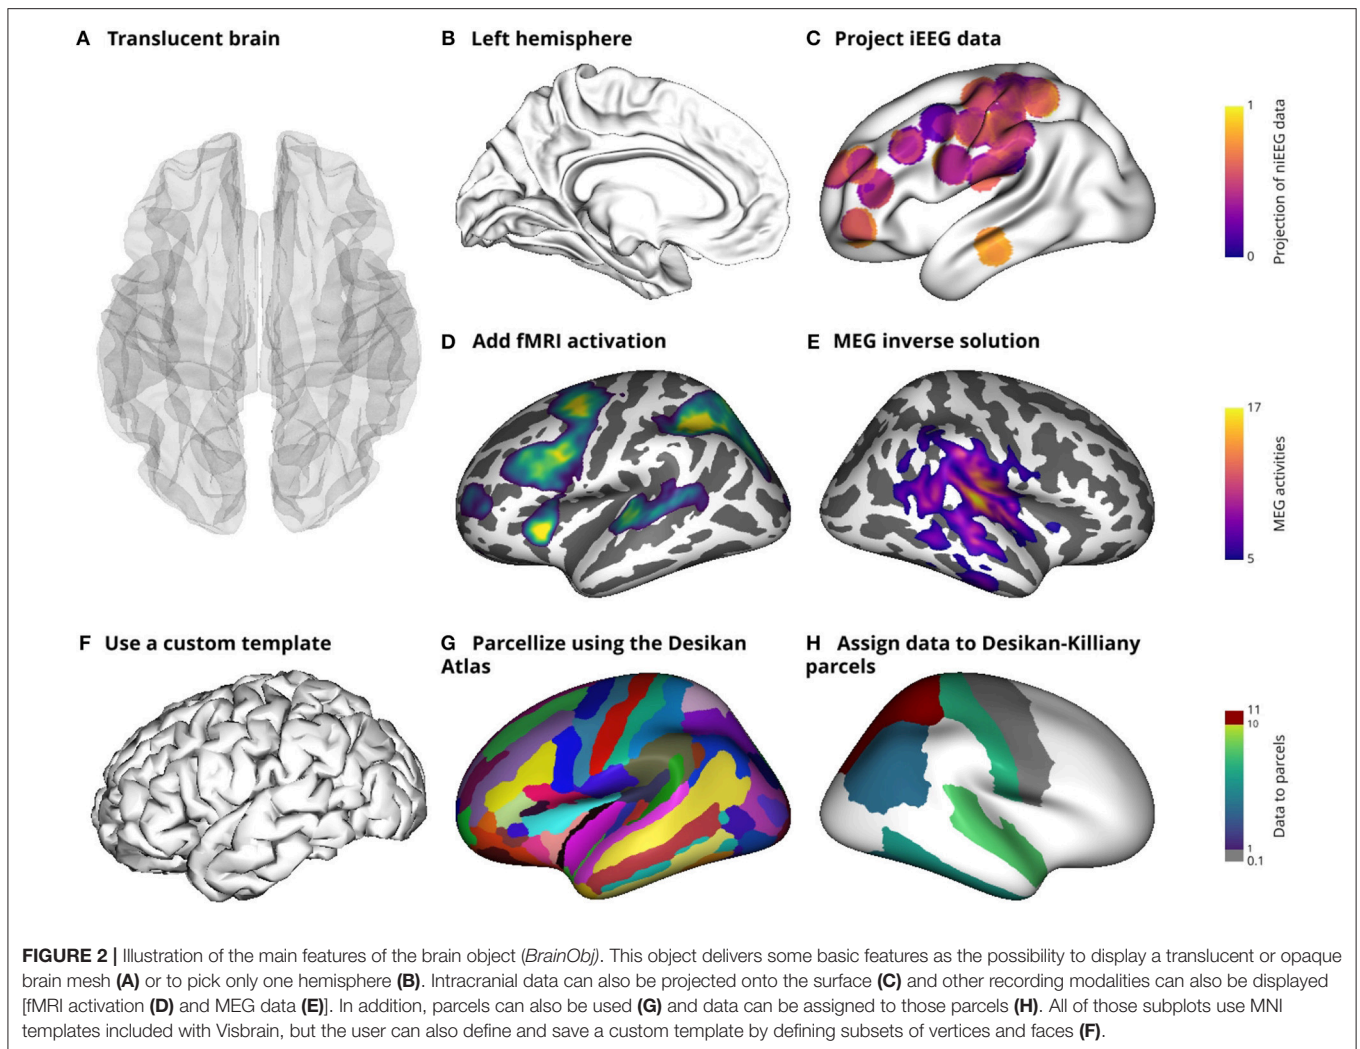 A Translucent brain
B Left hemisphere
C Project iEEG data
1
Projection of niEEG data
0
D Add fMRI activation
E MEG inverse solution
17
MEG activities
5
F Use a custom template
G Parcellize using the Desikan
Atlas
H Assign data to Desikan-Killiany
parcels
11
10
Data to parcels
1
0.1
FIGURE 2 | Illustration of the main features of the brain object (BrainObj). This object delivers some basic features as the possibility to display a translucent or opaque
brain mesh (A) or to pick only one hemisphere (B). Intracranial data can also be projected onto the surface (C) and other recording modalities can also be displayed
[fMRI activation (D) and MEG data (E)]. In addition, parcels can also be used (G) and data can be assigned to those parcels (H). All of those subplots use MNI
templates included with Visbrain, but the user can also define and save a custom template by defining subsets of vertices and faces (F).